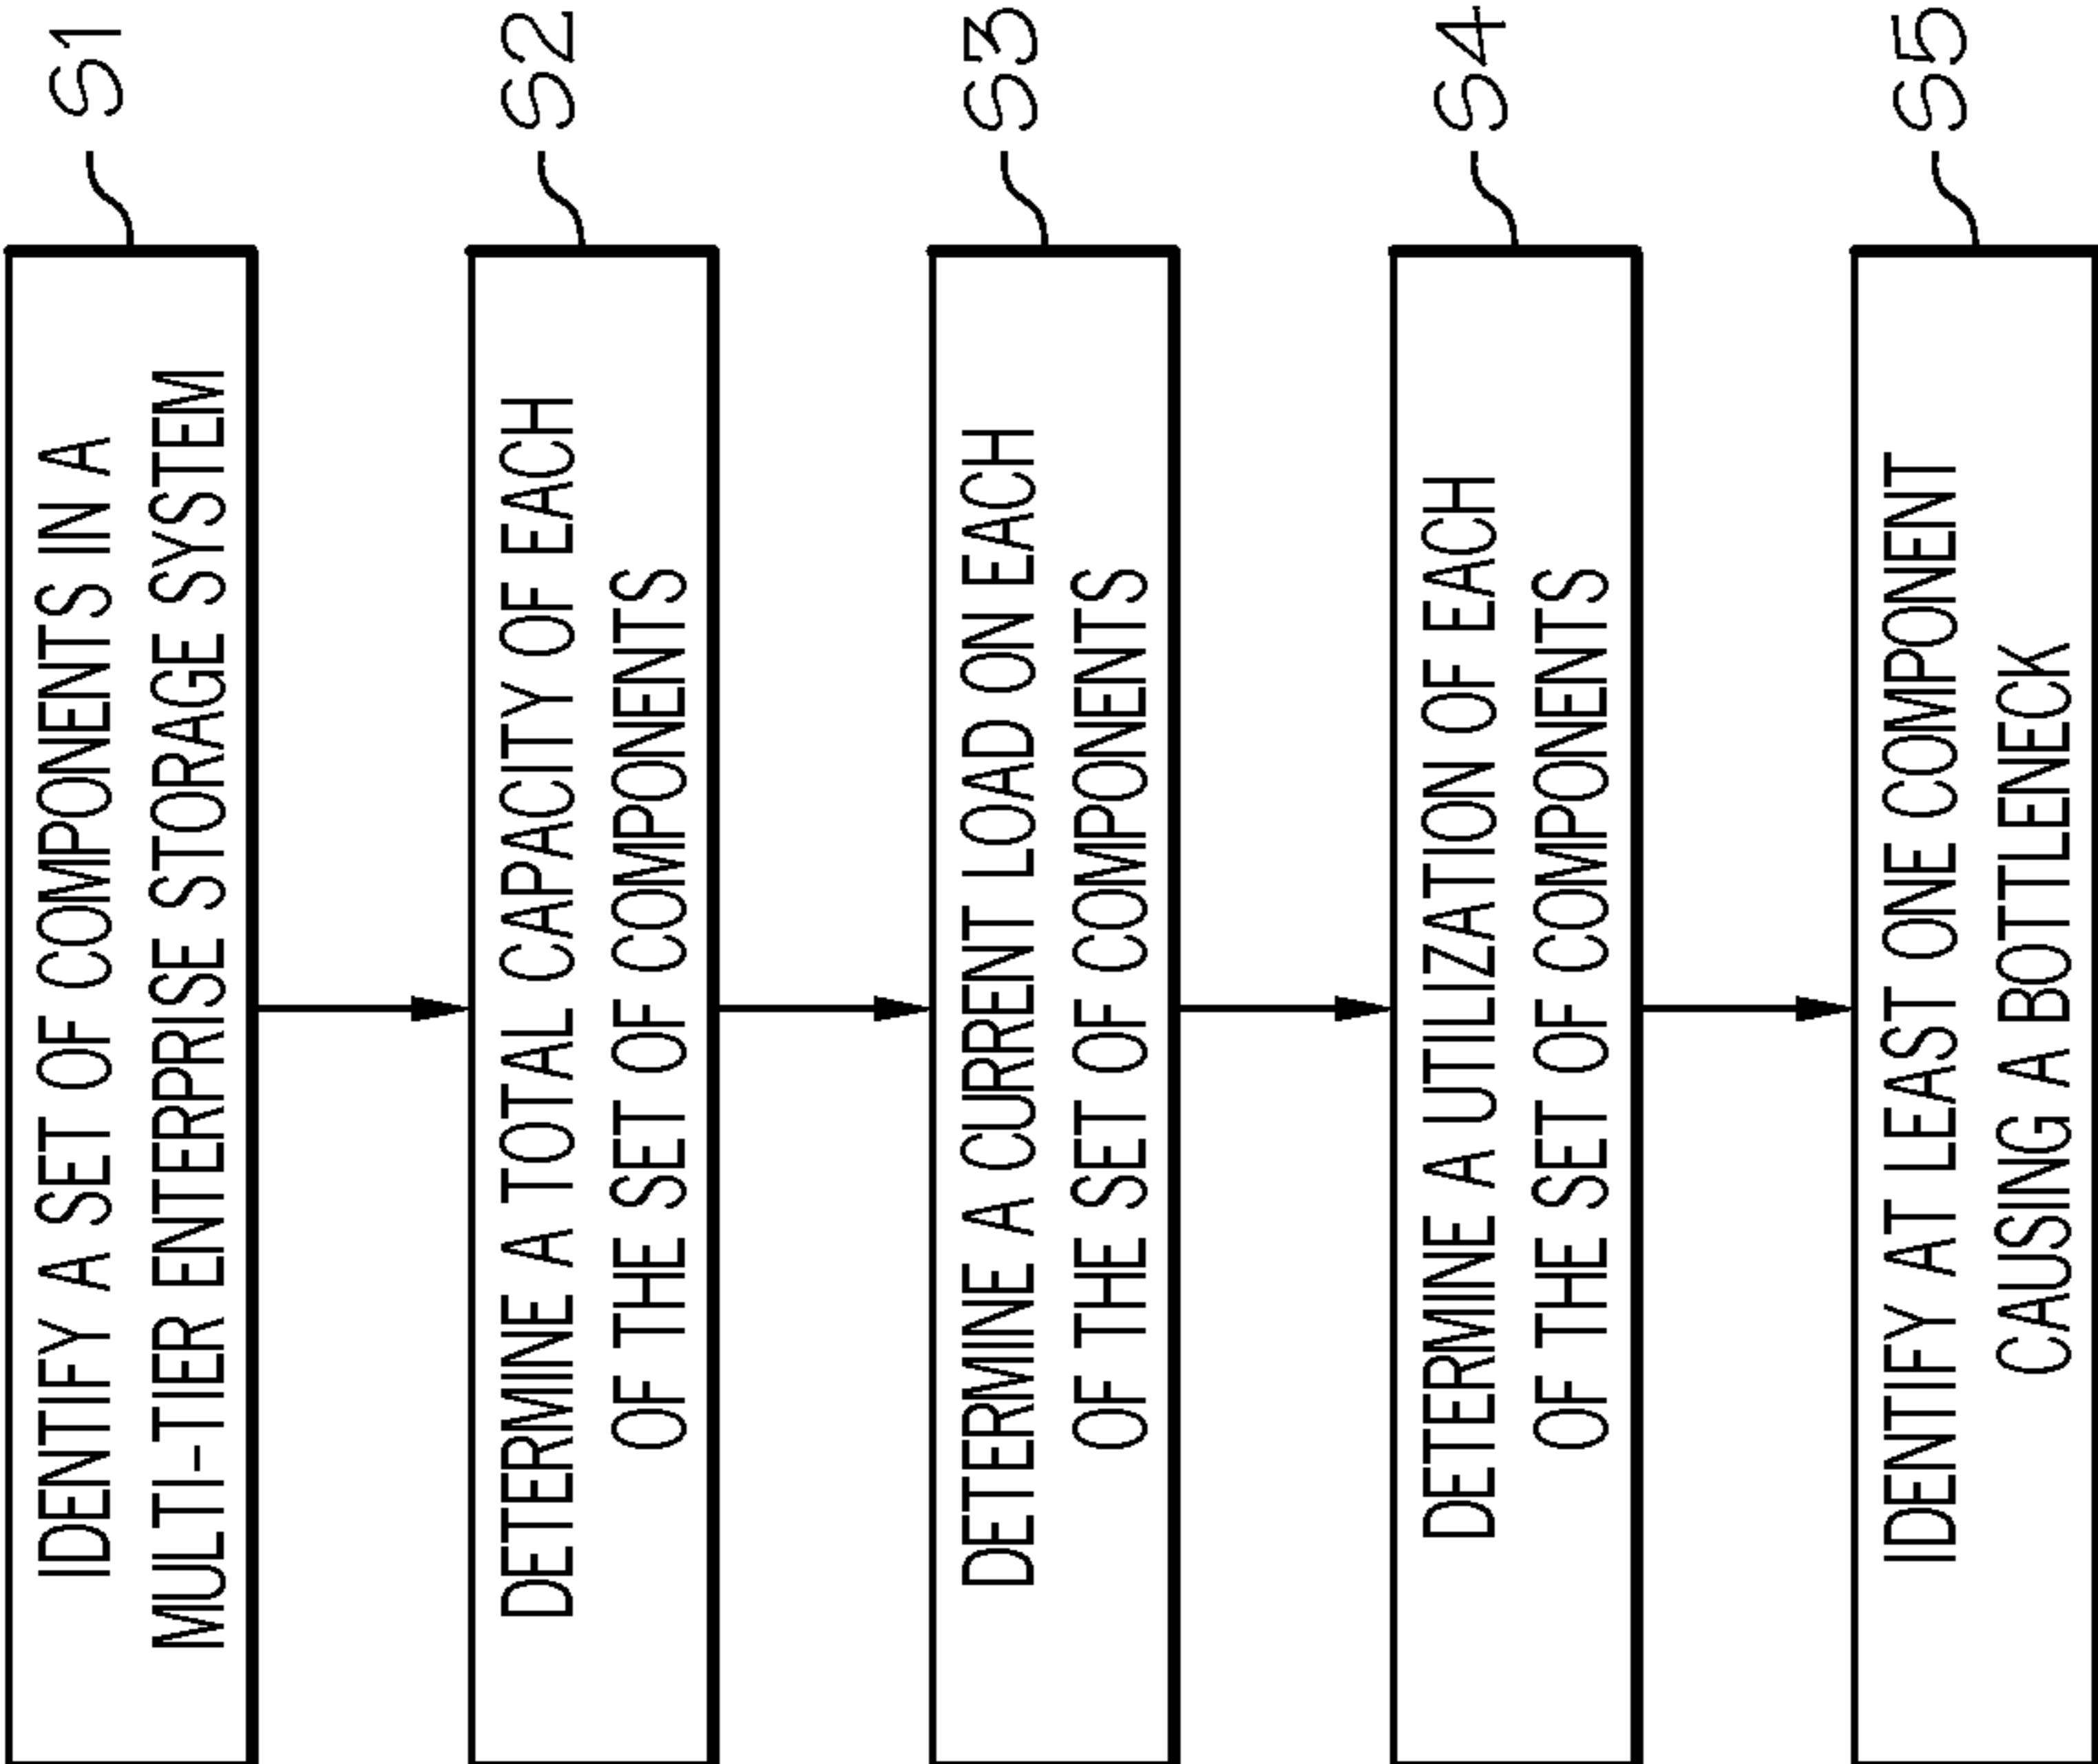 IDENTIFY A SET OF COMPONENTS IN A
MULTI-TIER ENTERPRISE STORAGE SYSTEM
S1
DETERMINE A TOTAL CAPACITY OF EACH
OF THE SET OF COMPONENTS
S2
DETERMINE A CURRENT LOAD ON EACH
OF THE SET OF COMPONENTS
S3
DETERMINE A UTILIZATION OF EACH
OF THE SET OF COMPONENTS
S4
IDENTIFY AT LEAST ONE COMPONENT
CAUSING A BOTTLENECK
S5